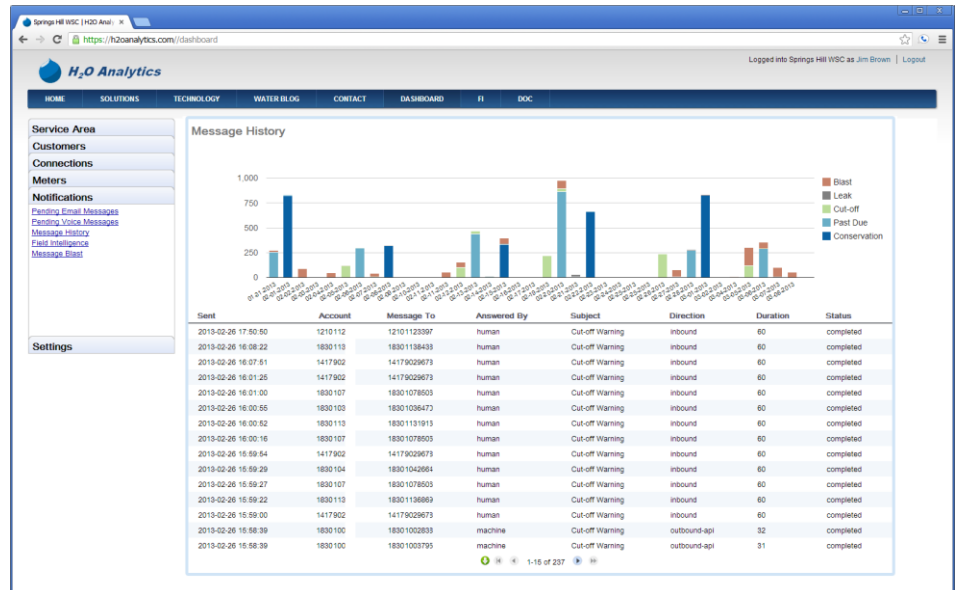 Springs Hill WSC | H2O Analy
https://h2oanalytics.com//dashboard
Logged into Springs Hill WSC as Jim Brown | Logout
H2O Analytics
HOME SOLUTIONS TECHNOLOGY WATER BLOG CONTACT DASHBOARD FI DOC
Service Area
Customers
Connections
Meters
Notifications
Pending Email Messages
Pending Voice Messages
Message History
Field Intelligence
Message Blast
Settings
Message History
1,000
750
500
250
0
Blast
Leak
Cut-off
Past Due
Conservation
Sent Account Message To Answered By Subject Direction Duration Status
2013-02-26 17:50:50 1210112 12101123397 human Cut-off Warning inbound 60 completed
2013-02-26 16:08:22 1830113 18301138438 human Cut-off Warning inbound 60 completed
2013-02-26 16:07:51 1417902 14179029673 human Cut-off Warning inbound 60 completed
2013-02-26 16:01:25 1417902 14179029673 human Cut-off Warning inbound 60 completed
2013-02-26 16:01:00 1830107 18301078503 human Cut-off Warning inbound 60 completed
2013-02-26 16:00:55 1830103 18301036473 human Cut-off Warning inbound 60 completed
2013-02-26 16:00:52 1830113 18301131913 human Cut-off Warning inbound 60 completed
2013-02-26 16:00:16 1830107 18301078503 human Cut-off Warning inbound 60 completed
2013-02-26 15:59:54 1417902 14179029673 human Cut-off Warning inbound 60 completed
2013-02-26 15:59:29 1830104 18301042664 human Cut-off Warning inbound 60 completed
2013-02-26 15:59:27 1830107 18301078503 human Cut-off Warning inbound 60 completed
2013-02-26 15:59:22 1830113 18301136869 human Cut-off Warning inbound 60 completed
2013-02-26 15:59:00 1417902 14179029673 human Cut-off Warning inbound 60 completed
2013-02-26 15:58:39 1830100 18301002833 machine Cut-off Warning outbound-api 32 completed
2013-02-26 15:58:39 1830100 18301003795 machine Cut-off Warning outbound-api 31 completed
1-15 of 237